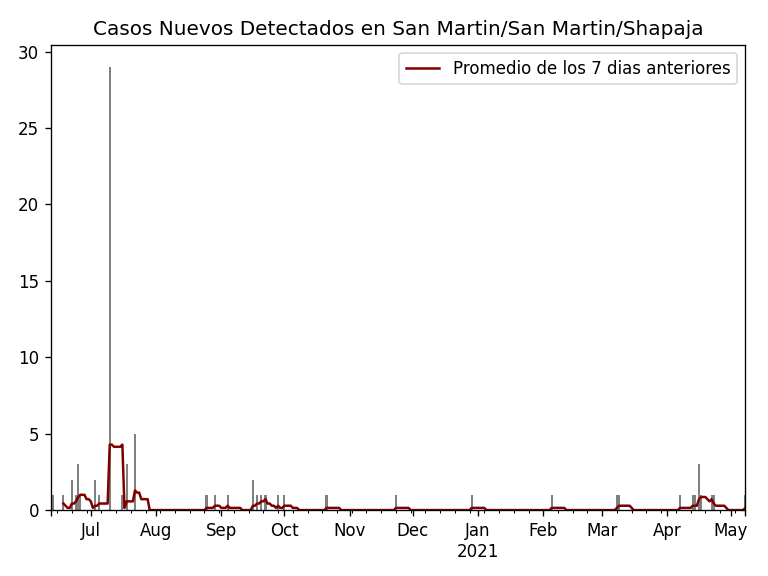 Casos Nuevos Detectados en San Martin/San Martin/Shapaja
Promedio de los 7 dias anteriores
30
25
20
15
10
5
0
Jul Aug Sep Oct Nov Dec Jan Feb Mar Apr May
2021